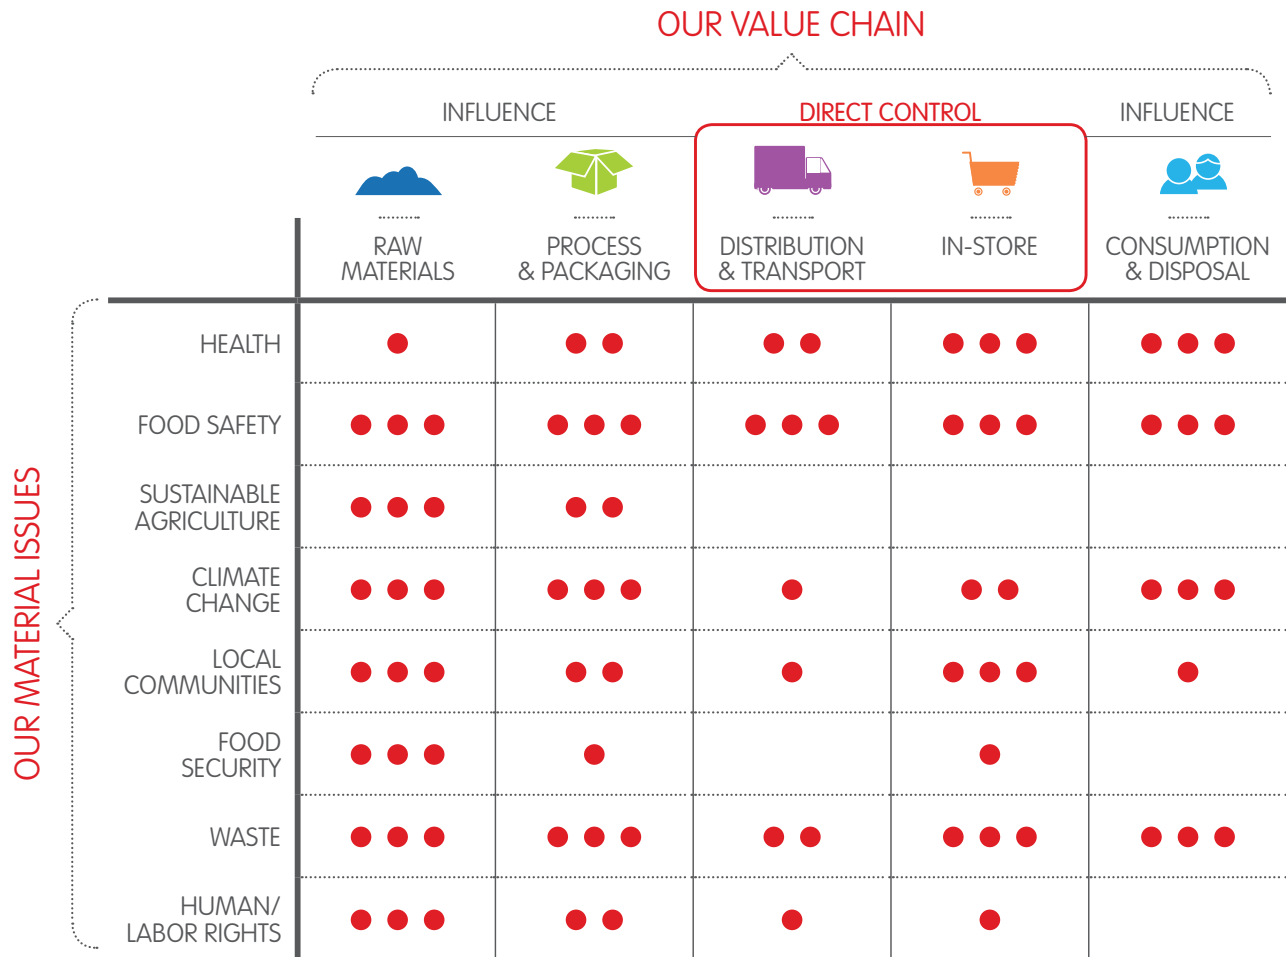 OUR VALUE CHAIN
INFLUENCE
DIRECT CONTROL
INFLUENCE
RAW
MATERIALS
PROCESS
& PACKAGING
DISTRIBUTION
& TRANSPORT
IN-STORE
CONSUMPTION
& DISPOSAL
OUR MATERIAL ISSUES
HEALTH
FOOD SAFETY
SUSTAINABLE
AGRICULTURE
CLIMATE
CHANGE
LOCAL
COMMUNITIES
FOOD
SECURITY
WASTE
HUMAN/
LABOR RIGHTS